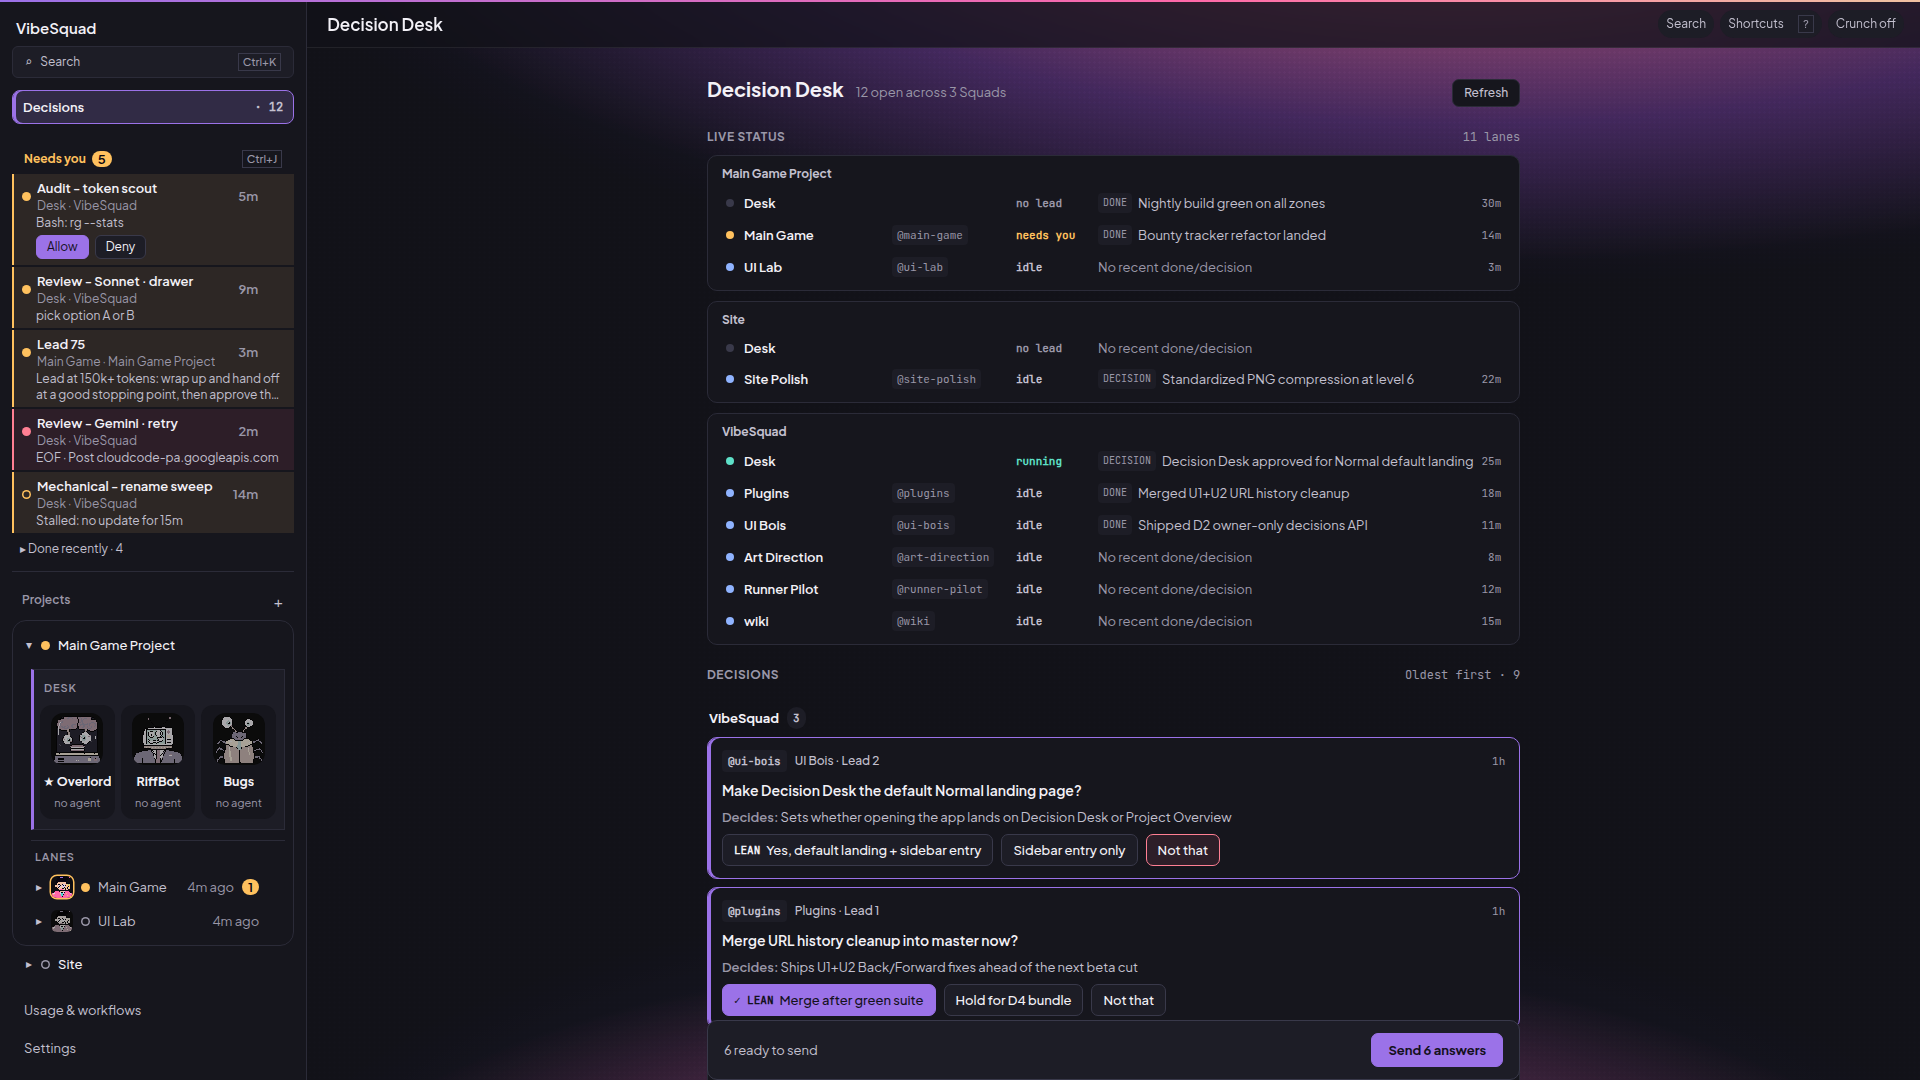 VibeSquad
Search Ctrl+K
Decisions · 12
Needs you 5 Ctrl+J
Audit – token scout 5m
Desk · VibeSquad
Bash: rg --stats
Allow Deny
Review – Sonnet · drawer 9m
Desk · VibeSquad
pick option A or B
Lead 75 3m
Main Game · Main Game Project
Lead at 150k+ tokens: wrap up and hand off
at a good stopping point, then approve th…
Review – Gemini · retry 2m
Desk · VibeSquad
EOF · Post cloudcode-pa.googleapis.com
Mechanical – rename sweep 14m
Desk · VibeSquad
Stalled: no update for 15m
▸ Done recently · 4
Projects +
▾ Main Game Project
DESK
★ Overlord RiffBot Bugs
no agent no agent no agent
LANES
▸ Main Game 4m ago 1
▸ UI Lab 4m ago
▸ Site
Usage & workflows
Settings
Decision Desk Search Shortcuts ? Crunch off
Decision Desk 12 open across 3 Squads Refresh
LIVE STATUS 11 lanes
Main Game Project
Desk no lead DONE Nightly build green on all zones 30m
Main Game @main-game needs you DONE Bounty tracker refactor landed 14m
UI Lab @ui-lab idle No recent done/decision 3m
Site
Desk no lead No recent done/decision
Site Polish @site-polish idle DECISION Standardized PNG compression at level 6 22m
VibeSquad
Desk running DECISION Decision Desk approved for Normal default landing 25m
Plugins @plugins idle DONE Merged U1+U2 URL history cleanup 18m
UI Bois @ui-bois idle DONE Shipped D2 owner-only decisions API 11m
Art Direction @art-direction idle No recent done/decision 8m
Runner Pilot @runner-pilot idle No recent done/decision 12m
wiki @wiki idle No recent done/decision 15m
DECISIONS Oldest first · 9
VibeSquad 3
@ui-bois UI Bois · Lead 2 1h
Make Decision Desk the default Normal landing page?
Decides: Sets whether opening the app lands on Decision Desk or Project Overview
LEAN Yes, default landing + sidebar entry Sidebar entry only Not that
@plugins Plugins · Lead 1 1h
Merge URL history cleanup into master now?
Decides: Ships U1+U2 Back/Forward fixes ahead of the next beta cut
✓ LEAN Merge after green suite Hold for D4 bundle Not that
6 ready to send Send 6 answers